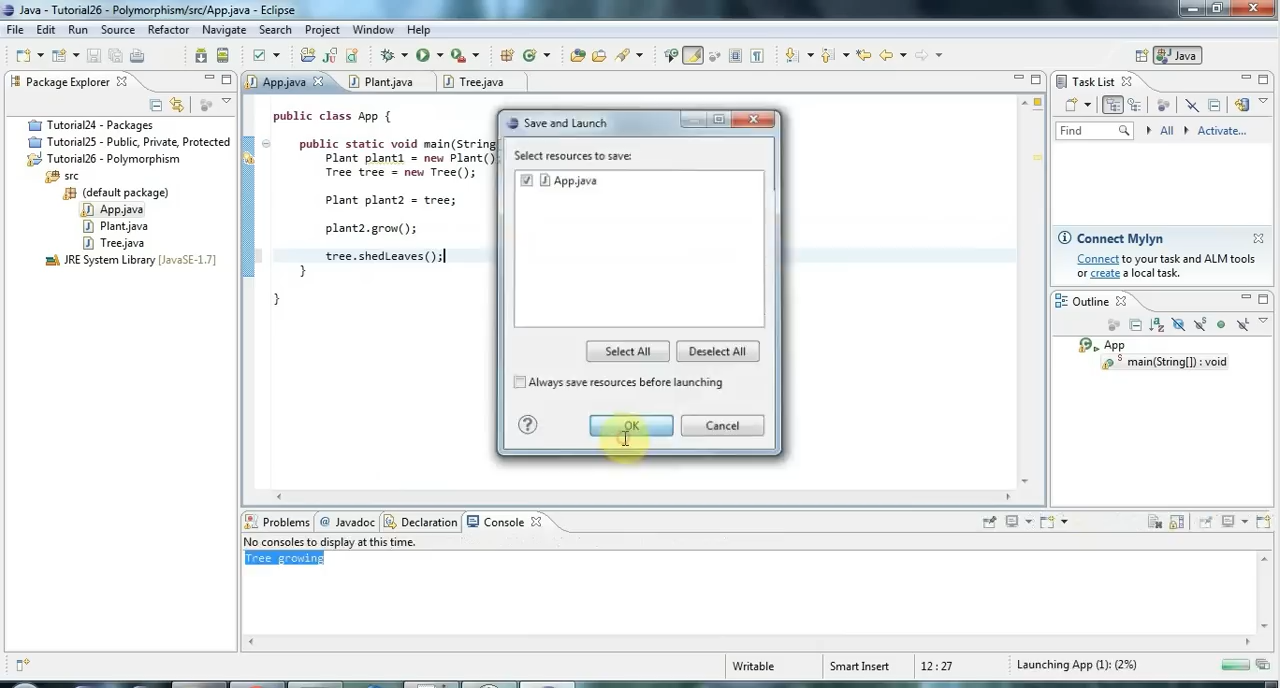 Java - Tutorial26 - Polymorphism/src/App.java - Eclipse
File Edit Run Source Refactor Navigate Search Project Window Help
Java
Package Explorer
App.java Plant.java Tree.java
Task List
Tutorial24 - Packages
Tutorial25 - Public, Private, Protected
Tutorial26 - Polymorphism
src
(default package)
App.java
Plant.java
Tree.java
JRE System Library [JavaSE-1.7]
public class App {
public static void main(String
Plant plant1 = new Plant()
Tree tree = new Tree();
Plant plant2 = tree;
plant2.grow();
tree.shedLeaves();
}
}
Save and Launch
Select resources to save:
App.java
Select All Deselect All
Always save resources before launching
OK Cancel
Find All Activate...
Connect Mylyn
Connect to your task and ALM tools
or create a local task.
Outline
App
main(String[]) : void
Problems @ Javadoc Declaration Console
No consoles to display at this time.
Tree growing
Writable Smart Insert 12 : 27 Launching App (1): (2%)